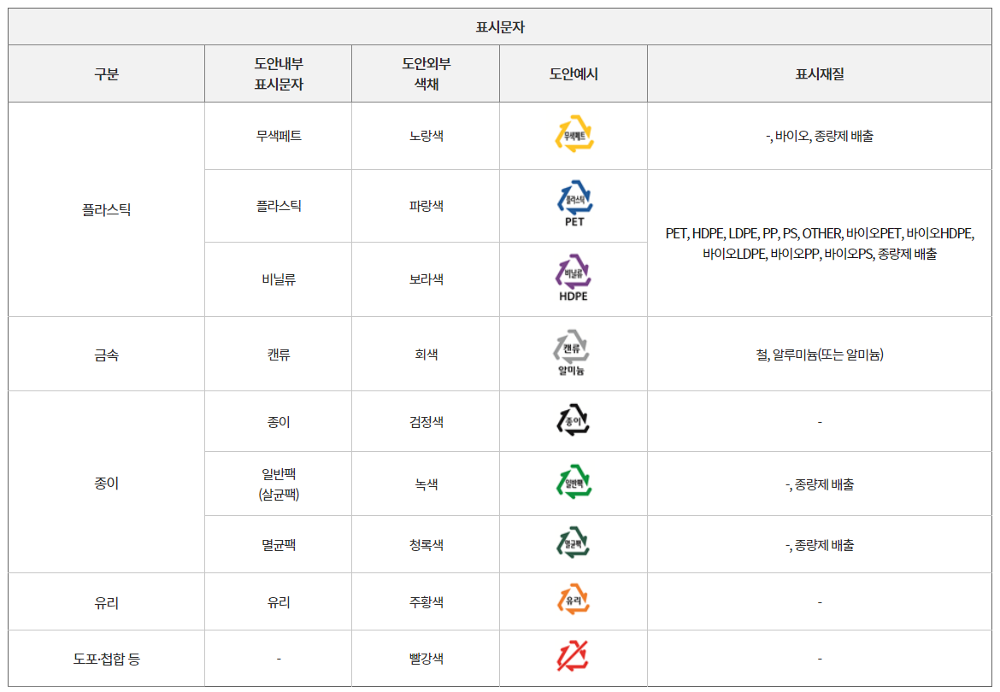 표시문자
구분
도안내부
표시문자
도안외부
색채
도안예시
표시재질
플라스틱
무색페트
노랑색
무색페트
-, 바이오, 종량제 배출
플라스틱
파랑색
플라스틱
PET
PET, HDPE, LDPE, PP, PS, OTHER, 바이오PET, 바이오HDPE,
바이오LDPE, 바이오PP, 바이오PS, 종량제 배출
비닐류
보라색
비닐류
HDPE
금속
캔류
회색
캔류
알미늄
철, 알루미늄(또는 알미늄)
종이
종이
검정색
종이
-
일반팩
(살균팩)
녹색
일반팩
-, 종량제 배출
멸균팩
청록색
멸균팩
-, 종량제 배출
유리
유리
주황색
유리
-
도포·첩합 등
-
빨강색
-